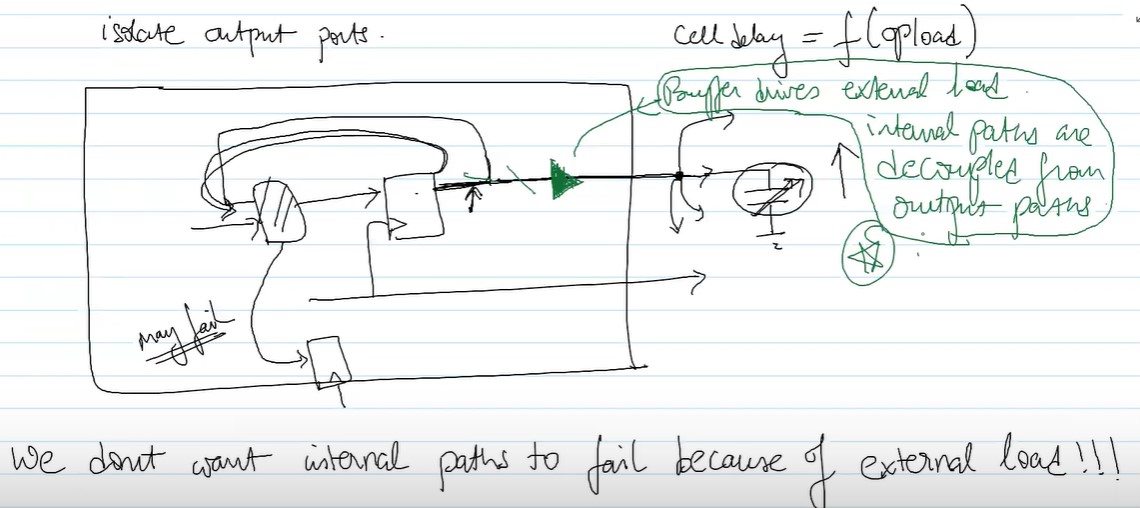 isolate output ports.
cell delay = f(opload)
Buffer drives external load.
internal paths are
decouples from
output paths
may fail
We dont want internal paths to fail because of external load!!!